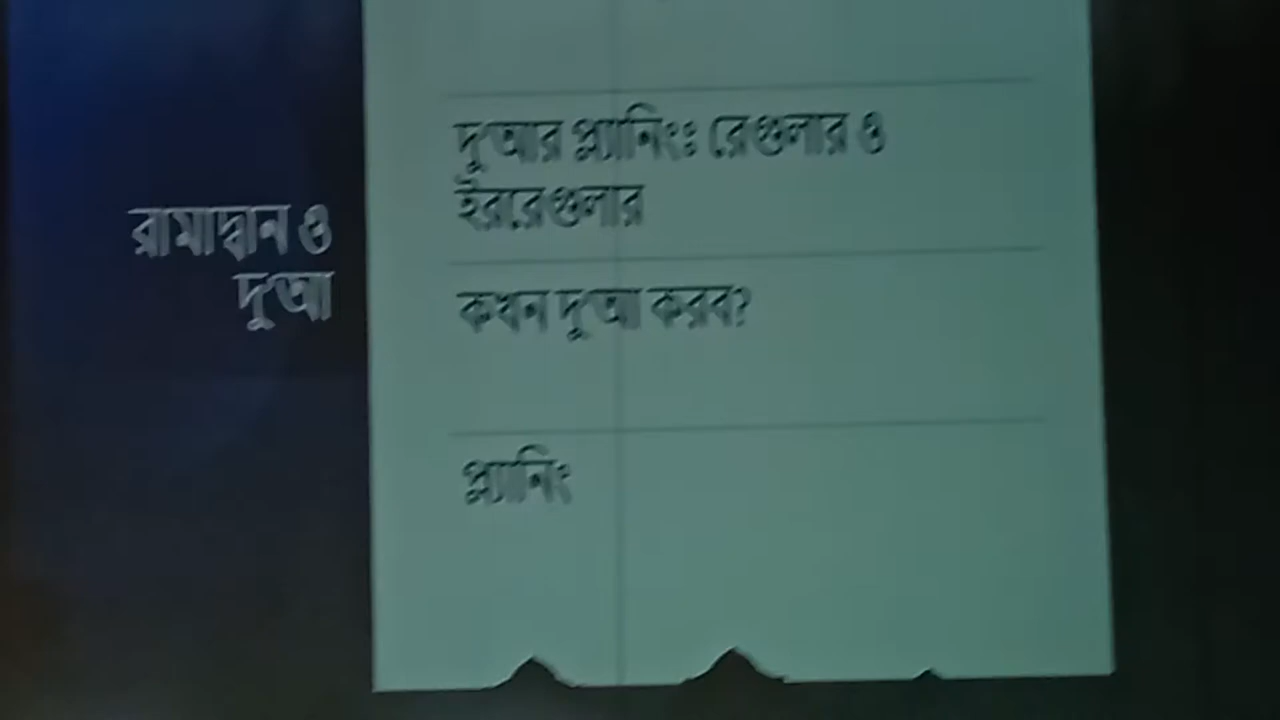 রামাদ্বান ও
দু'আ
দু'আর প্ল্যানিংঃ রেগুলার ও
ইররেগুলার
কখন দু'আ করব?
প্ল্যানিং